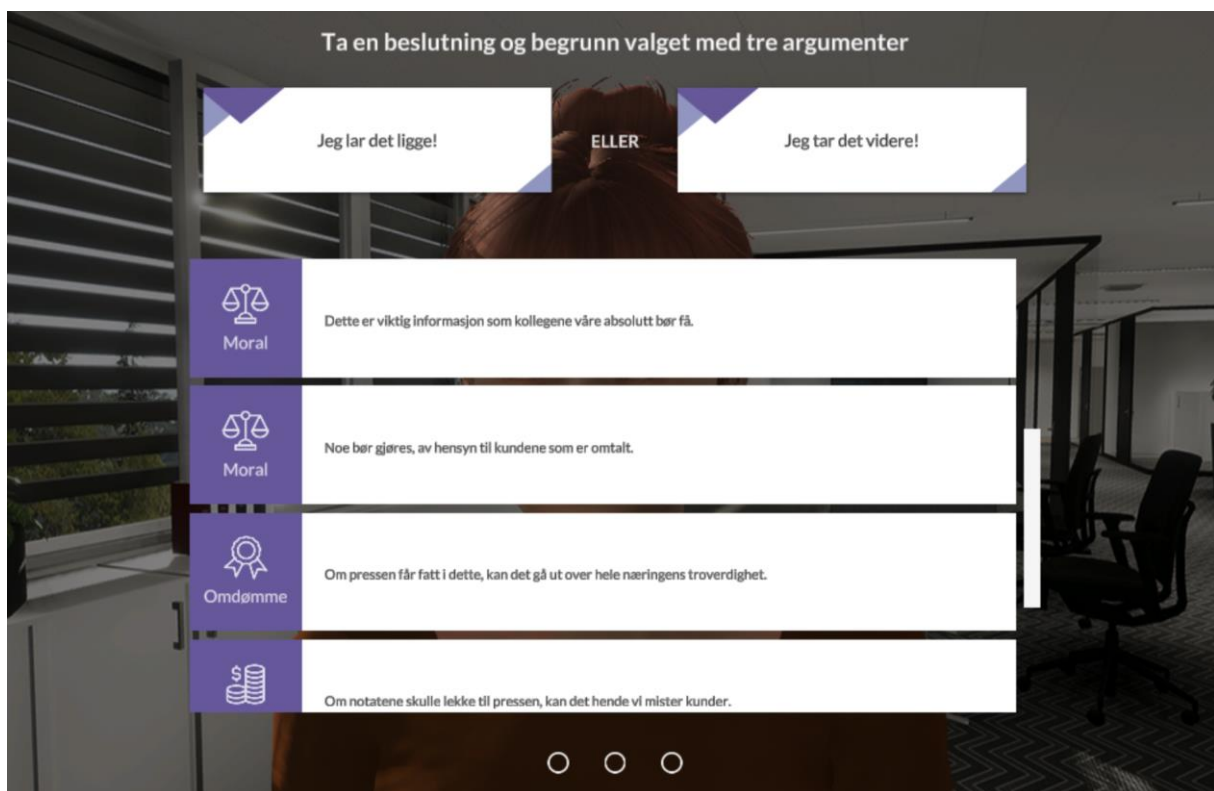 Ta en beslutning og begrunn valget med tre argumenter
Jeg lar det ligge!
ELLER
Jeg tar det videre!
Moral
Dette er viktig informasjon som kollegene våre absolutt bør få.
Moral
Noe bør gjøres, av hensyn til kundene som er omtalt.
Omdømme
Om pressen får fatt i dette, kan det gå ut over hele næringens troverdighet.
$
Om notatene skulle lekke til pressen, kan det hende vi mister kunder.